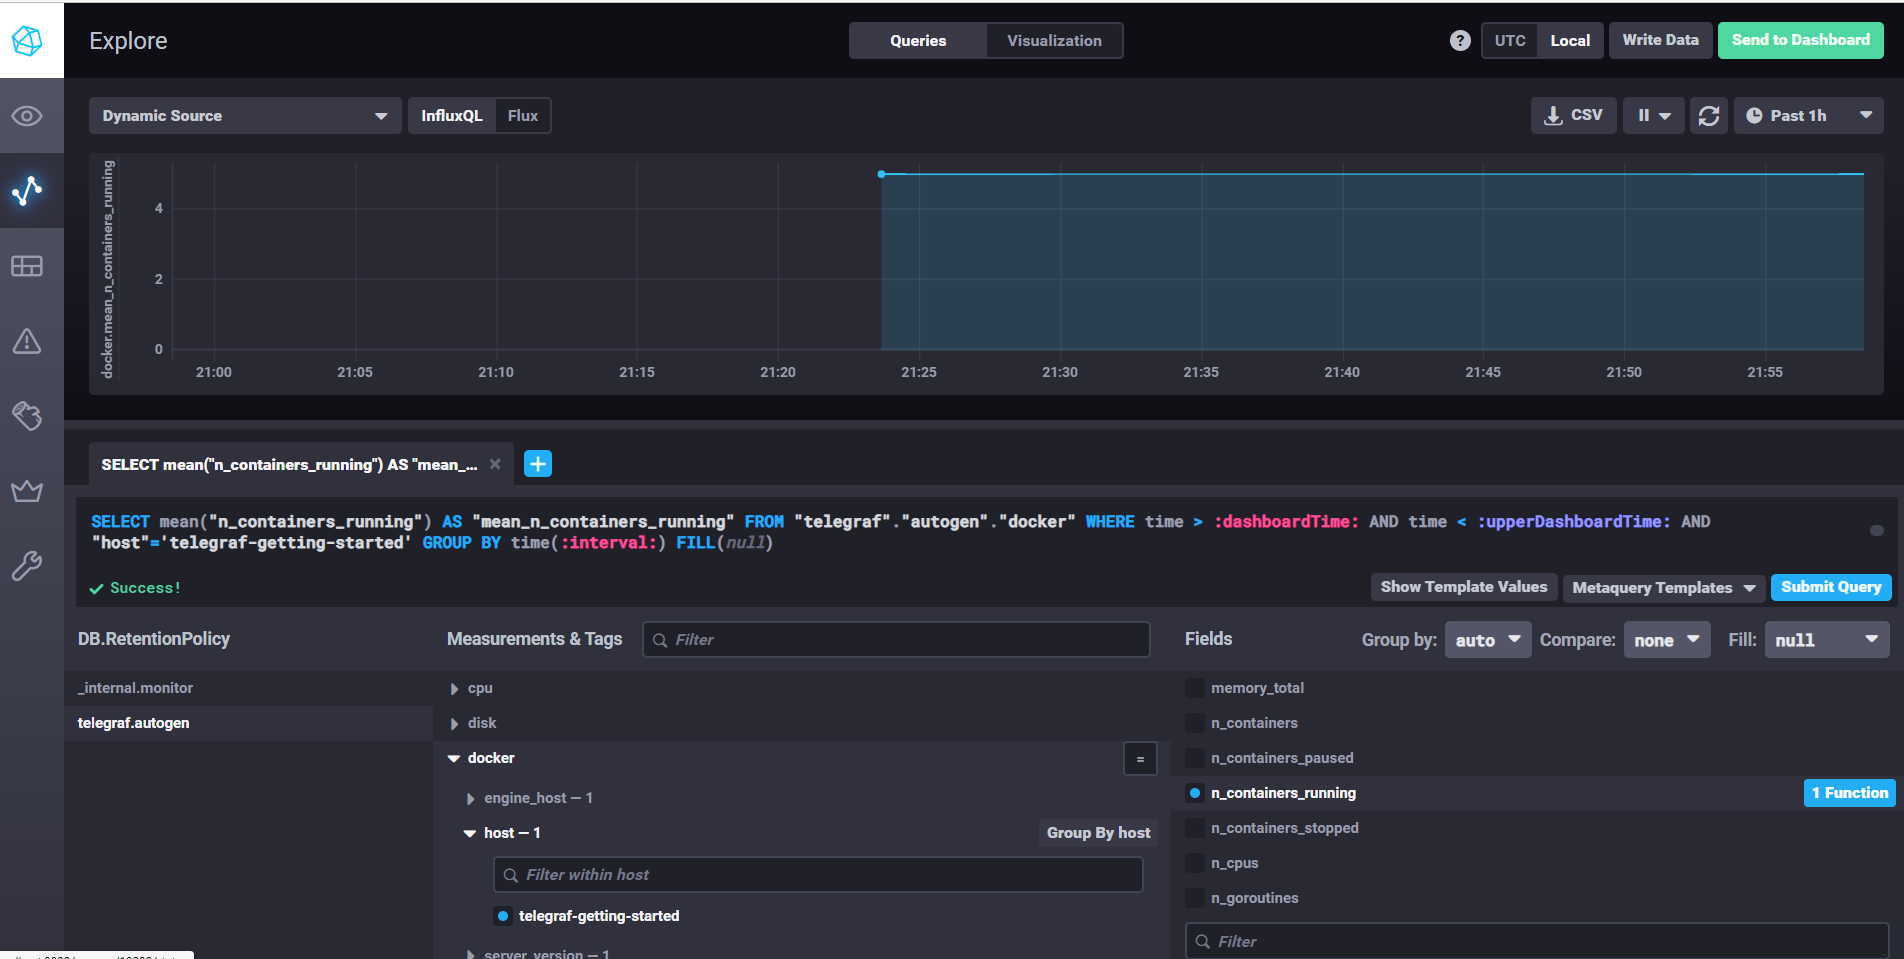 Explore
Queries
Visualization
?
UTC
Local
Write Data
Send to Dashboard
Dynamic Source
InfluxQL
Flux
CSV
Past 1h
docker.mean_n_containers_running
4
2
0
21:00
21:05
21:10
21:15
21:20
21:25
21:30
21:35
21:40
21:45
21:50
21:55
SELECT mean("n_containers_running") AS "mean_...
SELECT mean("n_containers_running") AS "mean_n_containers_running" FROM "telegraf"."autogen"."docker" WHERE time > :dashboardTime: AND time < :upperDashboardTime: AND
"host"='telegraf-getting-started' GROUP BY time(:interval:) FILL(null)
Success!
Show Template Values
Metaquery Templates
Submit Query
DB.RetentionPolicy
Measurements & Tags
Filter
Fields
Group by:
auto
Compare:
none
Fill:
null
_internal.monitor
telegraf.autogen
cpu
disk
docker
=
engine_host — 1
host — 1
Group By host
Filter within host
telegraf-getting-started
server_version — 1
memory_total
n_containers
n_containers_paused
n_containers_running
1 Function
n_containers_stopped
n_cpus
n_goroutines
Filter